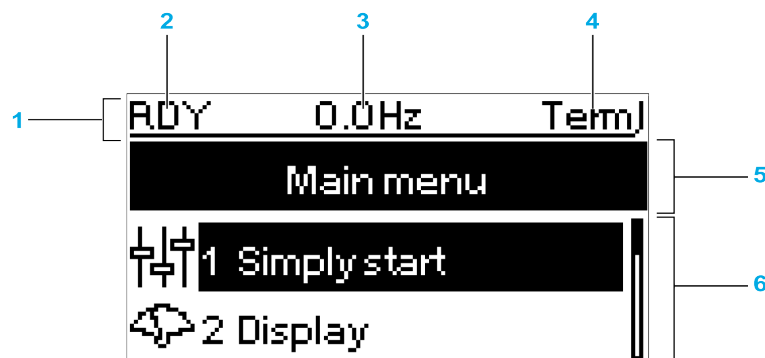 2 3 4
1 RDY 0.0Hz Term
Main menu 5
1 Simply start
6
2 Display